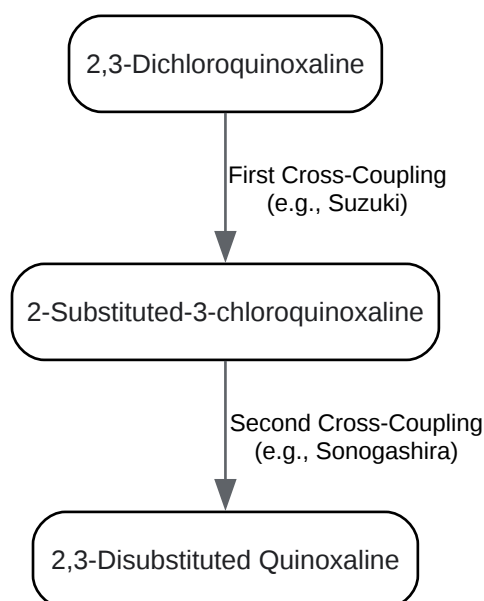 2,3-Dichloroquinoxaline
First Cross-Coupling
(e.g., Suzuki)
2-Substituted-3-chloroquinoxaline
Second Cross-Coupling
(e.g., Sonogashira)
2,3-Disubstituted Quinoxaline